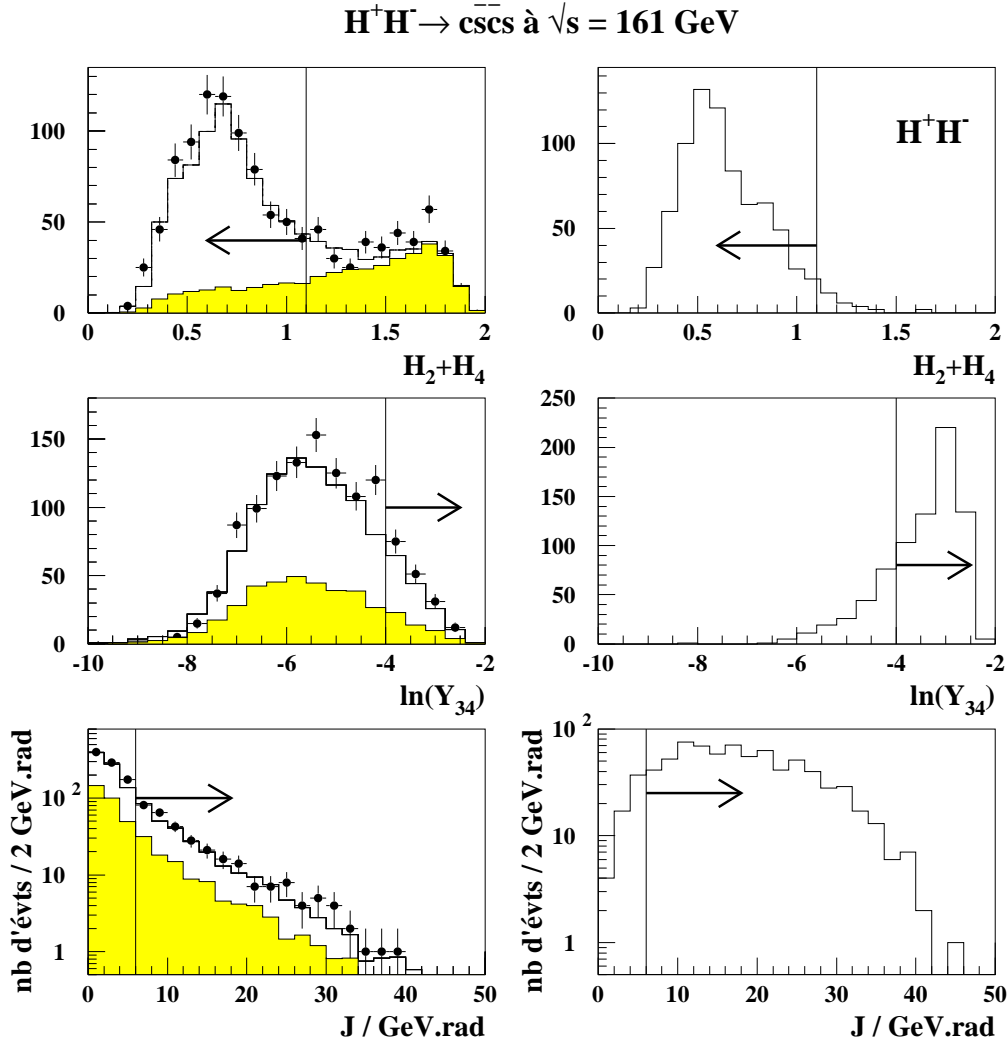 H⁺H⁻ → cs̄c̄s à √s = 161 GeV
100
50
0
0 0.5 1 1.5 2
H₂+H₄
H⁺H⁻
100
50
0
0 0.5 1 1.5 2
H₂+H₄
150
100
50
0
-10 -8 -6 -4 -2
ln(Y₃₄)
250
200
150
100
50
0
-10 -8 -6 -4 -2
ln(Y₃₄)
nb d'évts / 2 GeV.rad
10²
10
1
0 10 20 30 40 50
J / GeV.rad
nb d'évts / 2 GeV.rad
10²
10
1
0 10 20 30 40 50
J / GeV.rad